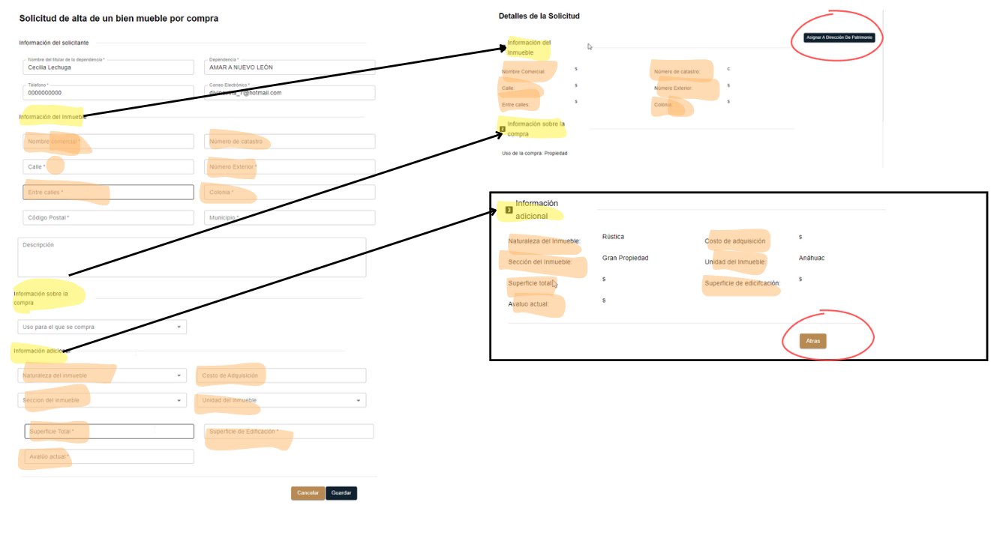 Solicitud de alta de un bien mueble por compra
Información del solicitante
Nombre del titular de la dependencia *
Cecilia Lechuga
Dependencia *
AMAR A NUEVO LEÓN
Teléfono *
0000000000
Correo Electrónico *
@hotmail.com
Información del Inmueble
Nombre comercial *
Número de catastro
Calle *
Número Exterior *
Entre calles *
Colonia *
Código Postal *
Municipio *
Descripción
Información sobre la
compra
Uso para el que se compra
Información adicional
Naturaleza del inmueble
Costo de Adquisición
Sección del inmueble
Unidad del inmueble
Superficie Total *
Superficie de Edificación *
Avalúo actual *
Cancelar
Guardar
Detalles de la Solicitud
Asignar A Dirección De Patrimonio
Información del
Inmueble
Nombre Comercial
s
Número de catastro
c
Calle:
s
Número Exterior:
s
Entre calles:
s
Colonia
s
2
Información sobre la
compra
Uso de la compra: Propiedad
3
Información
adicional
Naturaleza del Inmueble:
Rústica
Costo de adquisición
s
Sección del Inmueble:
Gran Propiedad
Unidad del Inmueble:
Anáhuac
Superficie total:
s
Superficie de edicifcación:
s
Avaluo actual:
s
Atras